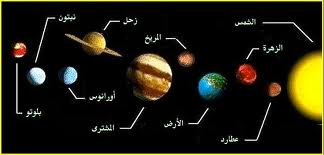 الشمس
الزهرة
عطارد
المريخ
الأرض
المشترى
زحل
أورانوس
نبتون
بلوتو